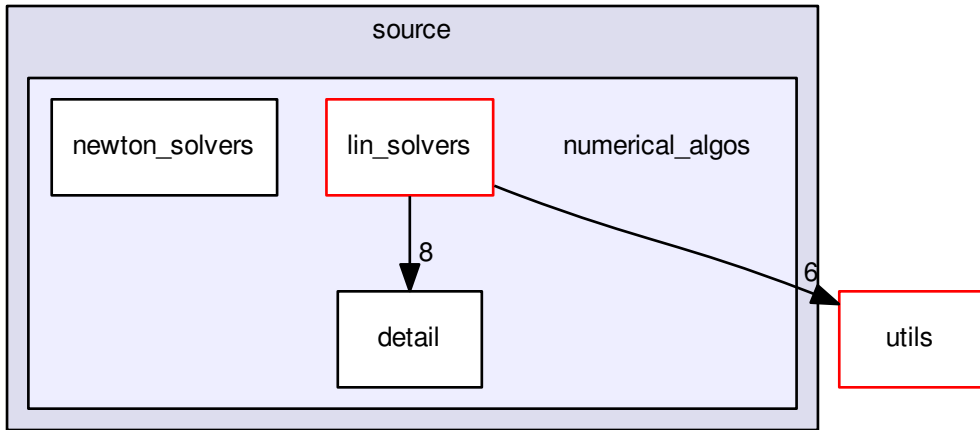 source
newton_solvers
lin_solvers
numerical_algos
8
6
detail
utils